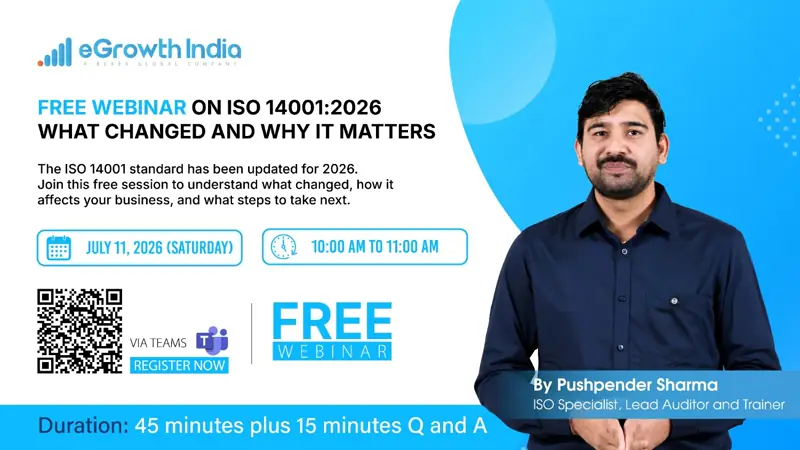 eGrowth India
FREE WEBINAR ON ISO 14001:2026
WHAT CHANGED AND WHY IT MATTERS
The ISO 14001 standard has been updated for 2026.
Join this free session to understand what changed, how it
affects your business, and what steps to take next.
JULY 11, 2026 (SATURDAY)
10:00 AM TO 11:00 AM
VIA TEAMS
REGISTER NOW
FREE
WEBINAR
By Pushpender Sharma
ISO Specialist, Lead Auditor and Trainer
Duration: 45 minutes plus 15 minutes Q and A